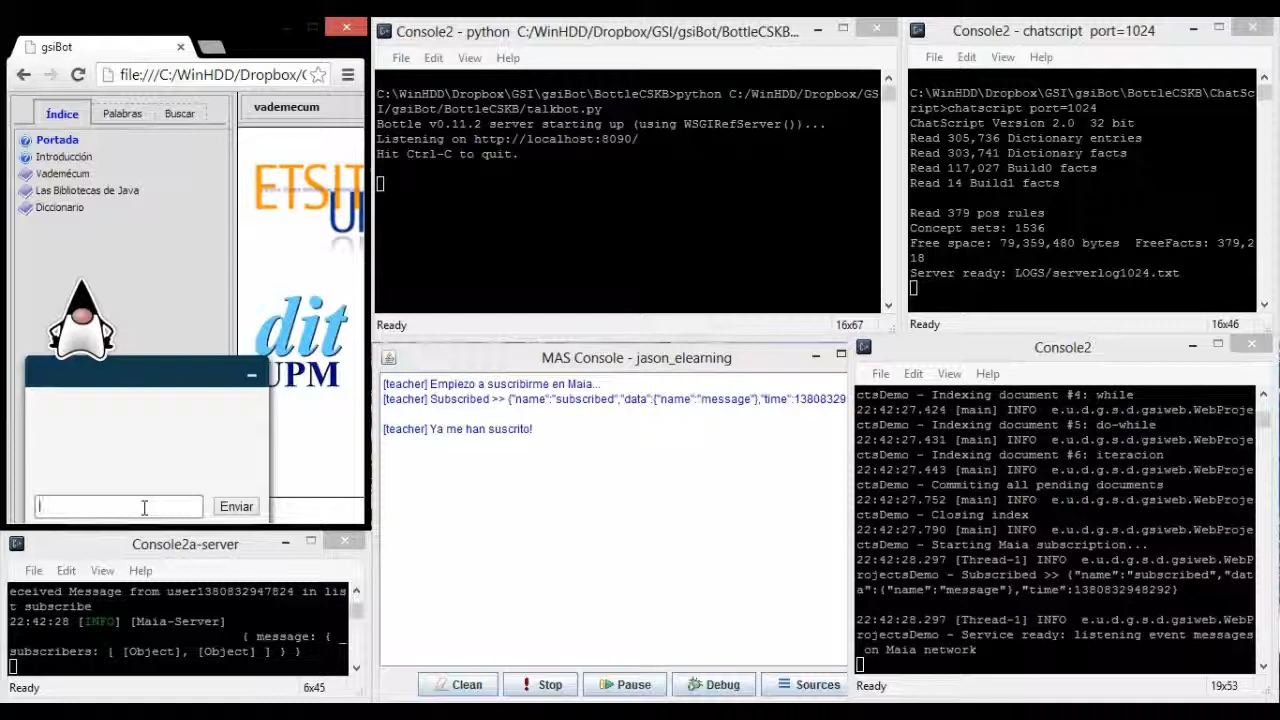 gsiBot
file:///C:/WinHDD/Dropbox/
Índice Palabras Buscar
Portada
Introducción
Vademécum
Las Bibliotecas de Java
Diccionario
vademecum
ETSIT
dit
UPM
Enviar
Console2 - python C:/WinHDD/Dropbox/GSI/gsiBot/BottleCSKB...
File Edit View Help
C:\WinHDD\Dropbox\GSI\gsiBot\BottleCSKB>python C:/WinHDD/Dropbox/GS
I/gsiBot/BottleCSKB/talkbot.py
Bottle v0.11.2 server starting up (using WSGIRefServer())...
Listening on http://localhost:8090/
Hit Ctrl-C to quit.
Ready 16x67
Console2 - chatscript port=1024
File Edit View Help
C:\WinHDD\Dropbox\GSI\gsiBot\BottleCSKB\ChatSc
ript>chatscript port=1024
ChatScript Version 2.0 32 bit
Read 305,736 Dictionary entries
Read 303,741 Dictionary facts
Read 117,027 Build0 facts
Read 14 Build1 facts
Read 379 pos rules
Concept sets: 1536
Free space: 79,359,480 bytes FreeFacts: 379,2
18
Server ready: LOGS/serverlog1024.txt
Ready 16x46
MAS Console - jason_elearning
[teacher] Empiezo a suscribirme en Maia...
[teacher] Subscribed >> {"name":"subscribed","data":{"name":"message"},"time":13808329
[teacher] Ya me han suscrito!
Clean Stop Pause Debug Sources
Console2
File Edit View Help
ctsDemo - Indexing document #4: while
22:42:27.424 [main] INFO e.u.d.g.s.d.gsiweb.WebProje
ctsDemo - Indexing document #5: do-while
22:42:27.431 [main] INFO e.u.d.g.s.d.gsiweb.WebProje
ctsDemo - Indexing document #6: iteracion
22:42:27.443 [main] INFO e.u.d.g.s.d.gsiweb.WebProje
ctsDemo - Commiting all pending documents
22:42:27.752 [main] INFO e.u.d.g.s.d.gsiweb.WebProje
ctsDemo - Closing index
22:42:27.790 [main] INFO e.u.d.g.s.d.gsiweb.WebProje
ctsDemo - Starting Maia subscription...
22:42:28.297 [Thread-1] INFO e.u.d.g.s.d.gsiweb.WebP
rojectsDemo - Subscribed >> {"name":"subscribed","dat
a":{"name":"message"},"time":1380832948292}
22:42:28.297 [Thread-1] INFO e.u.d.g.s.d.gsiweb.WebP
rojectsDemo - Service ready: listening event messages
on Maia network
Ready 19x53
Console2a-server
File Edit View Help
eceived Message from user1380832947824 in lis
t subscribe
22:42:28 [INFO] [Maia-Server]
{ message: { _
subscribers: [ [Object], [Object] ] } }
Ready 6x45